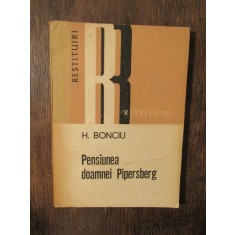 RESTITUIRI
RESTITUIRI
H. BONCIU
Pensiunea
doamnei Pipersberg